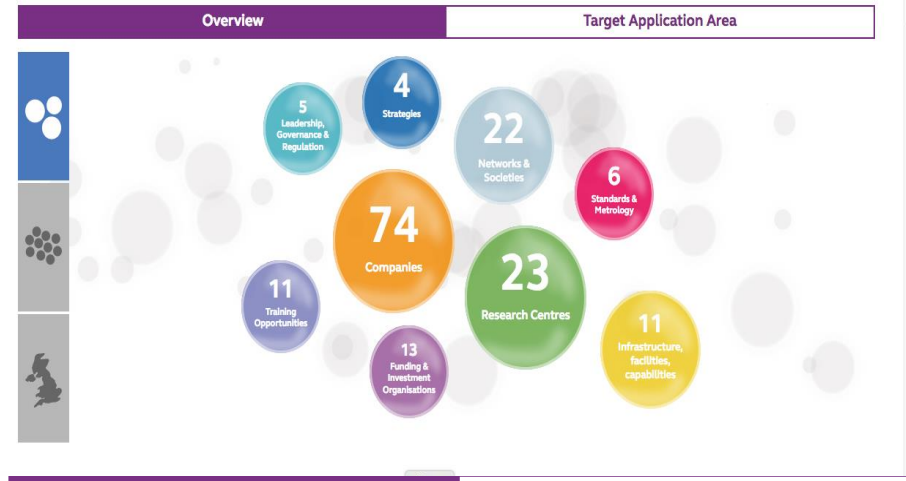 Overview
Target Application Area
5
Leadership,
Governance &
Regulation
4
Strategies
22
Networks &
Societies
6
Standards &
Metrology
74
Companies
23
Research Centres
11
Training
Opportunities
13
Funding &
Investment
Organisations
11
Infrastructure,
facilities,
capabilities